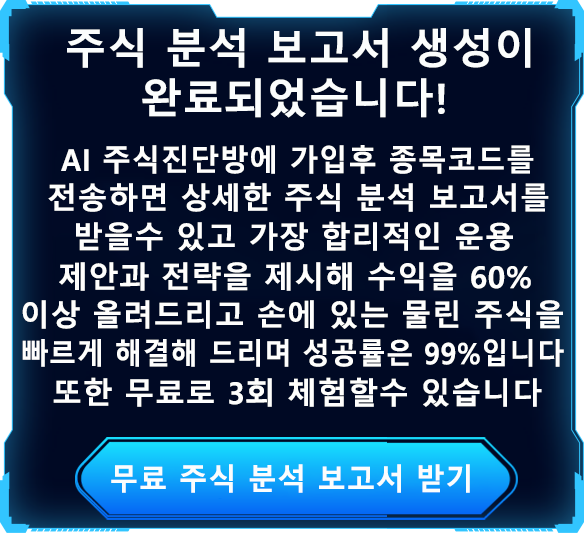 주식 분석 보고서 생성이
완료되었습니다!
AI 주식진단방에 가입후 종목코드를
전송하면 상세한 주식 분석 보고서를
받을수 있고 가장 합리적인 운용
제안과 전략을 제시해 수익을 60%
이상 올려드리고 손에 있는 물린 주식을
빠르게 해결해 드리며 성공률은 99%입니다
또한 무료로 3회 체험할수 있습니다
무료 주식 분석 보고서 받기